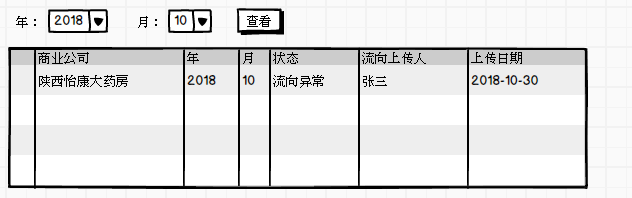 年： 2018 月： 10 查看
商业公司 年 月 状态 流向上传人 上传日期
陕西怡康大药房 2018 10 流向异常 张三 2018-10-30